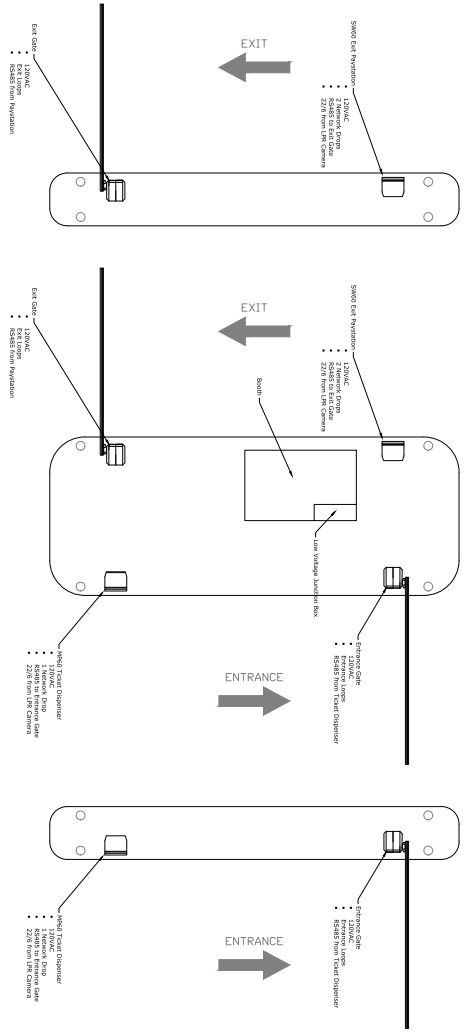 EXIT
SW60 Exit Paystation
• 120VAC
• 2 Network Drops
• RS485 to Exit Gate
• 22/6 from LPR Camera
Exit Gate
• 120VAC
• Exit Loops
• RS485 from Paystation
EXIT
SW60 Exit Paystation
• 120VAC
• 2 Network Drops
• RS485 to Exit Gate
• 22/6 from LPR Camera
Exit Gate
• 120VAC
• Exit Loops
• RS485 from Paystation
Booth
Low Voltage Junction Box
Entrance Gate
• 120VAC
• Entrance Loops
• RS485 from Ticket Dispenser
MP60 Ticket Dispenser
• 120VAC
• 1 Network Drop
• RS485 to Entrance Gate
• 22/6 from LPR Camera
ENTRANCE
Entrance Gate
• 120VAC
• Entrance Loops
• RS485 from Ticket Dispenser
MP60 Ticket Dispenser
• 120VAC
• 1 Network Drop
• RS485 to Entrance Gate
• 22/6 from LPR Camera
ENTRANCE